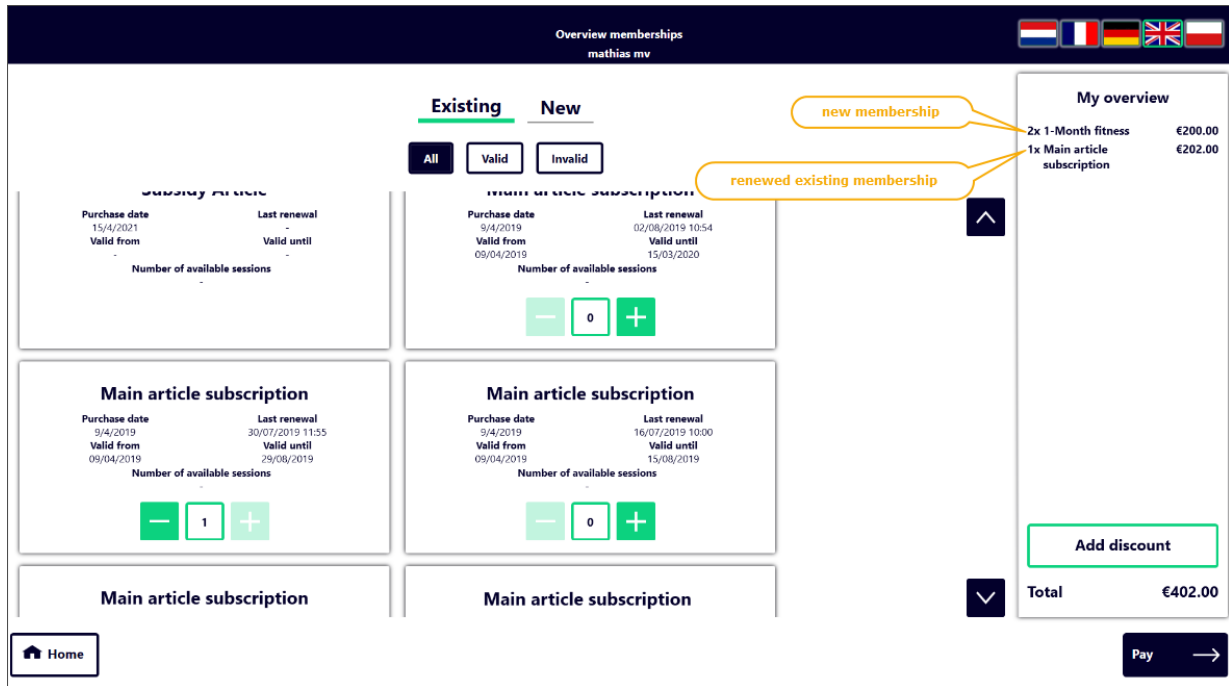 Overview memberships
mathias mv
Existing New
All Valid Invalid
Subsidy Article
Purchase date Last renewal
15/4/2021 -
Valid from Valid until
- -
Number of available sessions
-
Main article subscription
Purchase date Last renewal
9/4/2019 02/08/2019 10:54
Valid from Valid until
09/04/2019 15/03/2020
Number of available sessions
-
0
Main article subscription
Purchase date Last renewal
9/4/2019 30/07/2019 11:55
Valid from Valid until
09/04/2019 29/08/2019
Number of available sessions
-
1
Main article subscription
Purchase date Last renewal
9/4/2019 16/07/2019 10:00
Valid from Valid until
09/04/2019 15/08/2019
Number of available sessions
-
0
Main article subscription
Main article subscription
new membership
renewed existing membership
My overview
2x 1-Month fitness €200.00
1x Main article €202.00
subscription
Add discount
Total €402.00
Home
Pay